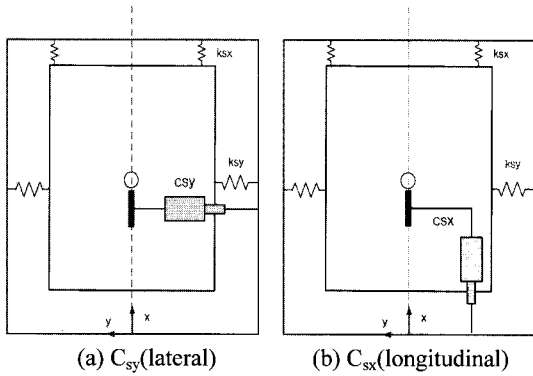 ksx
ksy
csy
y
x
(a) Csy(lateral)
ksx
ksy
csx
y
x
(b) Csx(longitudinal)